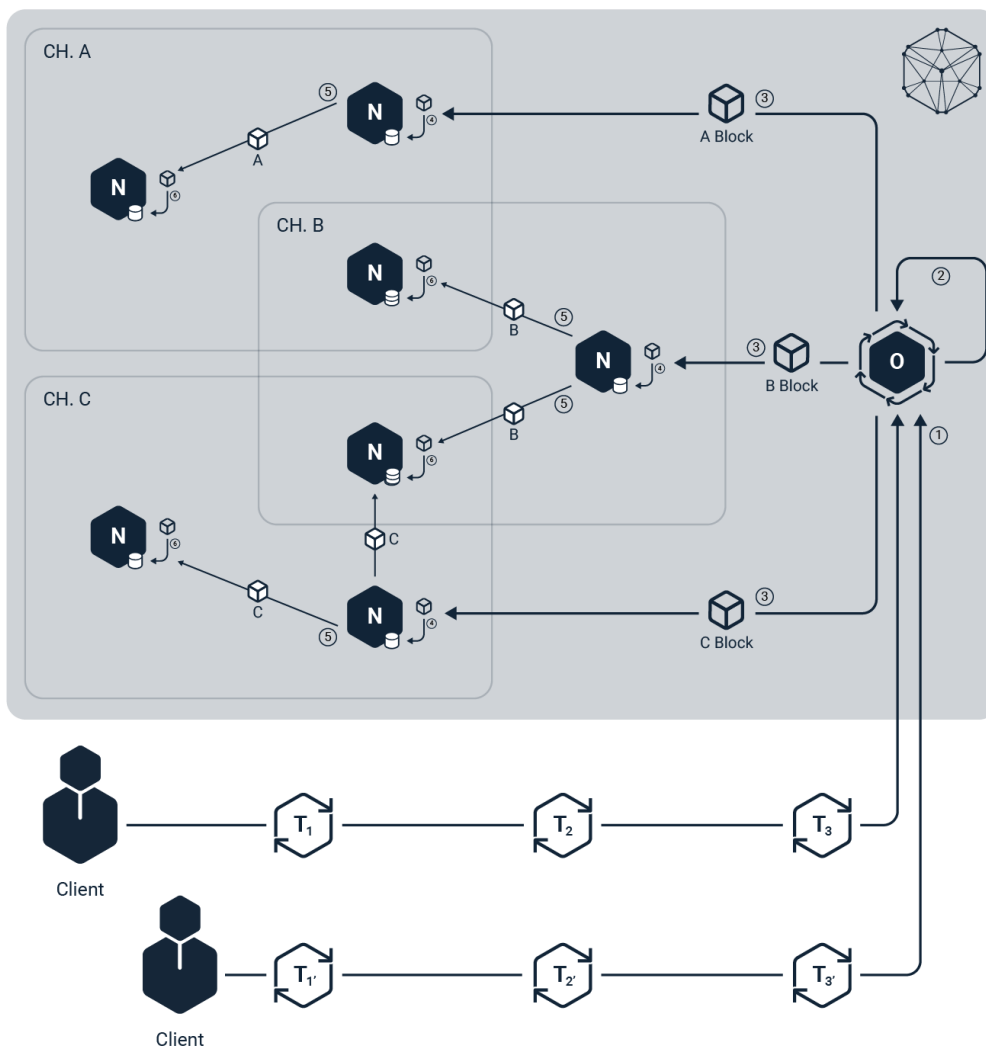 CH. A
⑤
N
④
③
A Block
A
N
⑥
CH. B
N
⑥
②
B
⑤
N
④
③
B Block
O
CH. C
⑤
B
①
N
⑥
N
⑥
C
C
⑤
N
④
③
C Block
T₁
T₂
T₃
Client
T₁′
T₂′
T₃′
Client